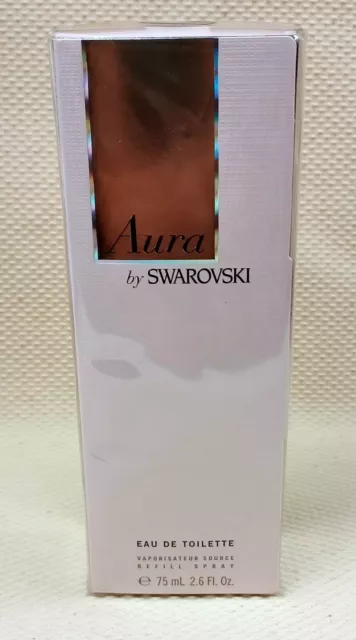 Aura
by SWAROVSKI
EAU DE TOILETTE
VAPORISATEUR SOURCE
REFILL SPRAY
℮ 75 mL 2.6 Fl. Oz.